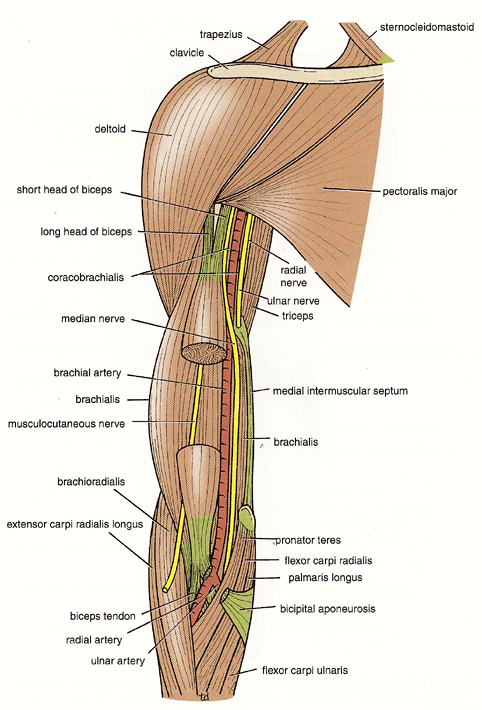 trapezius
sternocleidomastoid
clavicle
deltoid
short head of biceps
pectoralis major
long head of biceps
coracobrachialis
radial
nerve
ulnar nerve
triceps
median nerve
brachial artery
medial intermuscular septum
brachialis
musculocutaneous nerve
brachialis
brachioradialis
extensor carpi radialis longus
pronator teres
flexor carpi radialis
palmaris longus
biceps tendon
bicipital aponeurosis
radial artery
ulnar artery
flexor carpi ulnaris